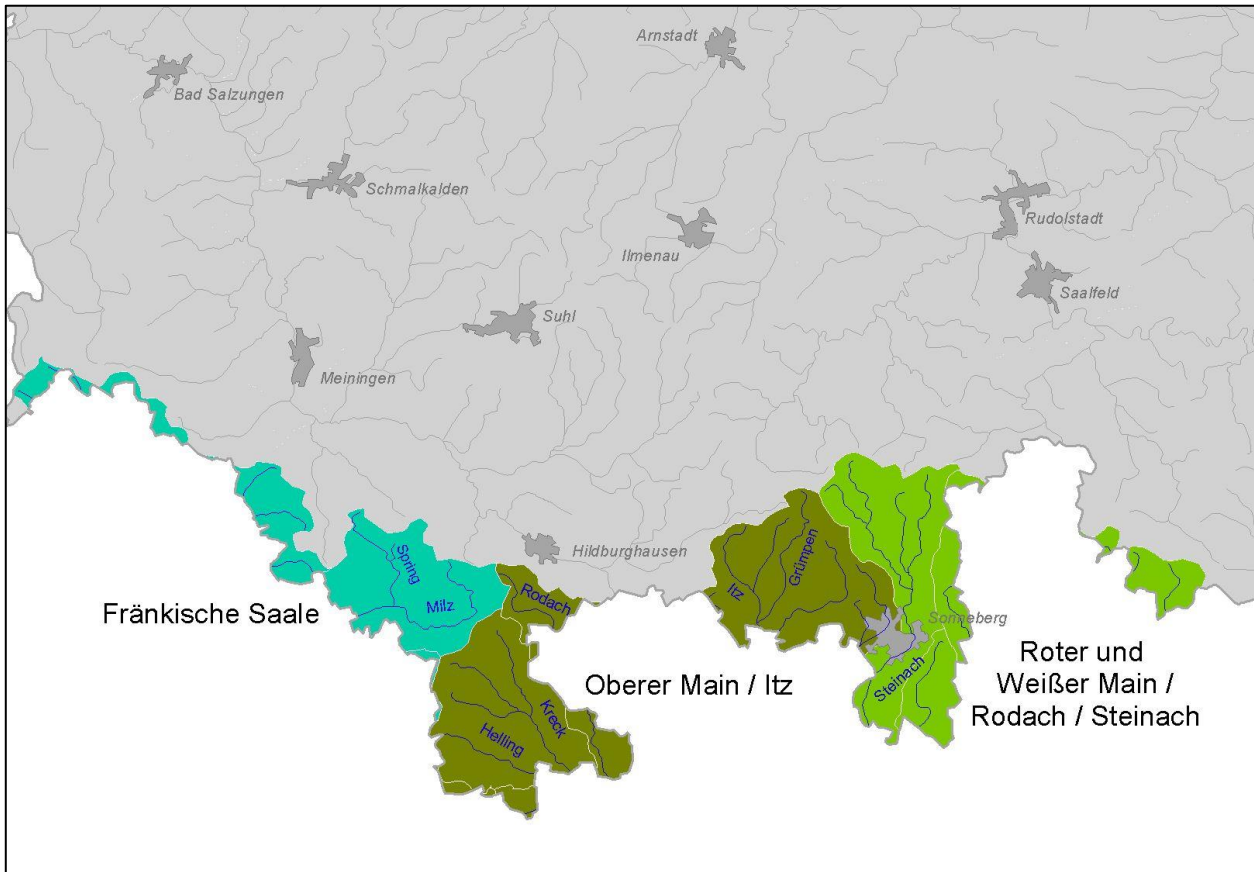 Arnstadt
Bad Salzungen
Schmalkalden
Rudolstadt
Ilmenau
Saalfeld
Suhl
Meiningen
Hildburghausen
Spring
Grümpen
Itz
Rodach
Milz
Fränkische Saale
Sonneberg
Roter und
Weißer Main /
Rodach / Steinach
Oberer Main / Itz
Steinach
Kreck
Helling